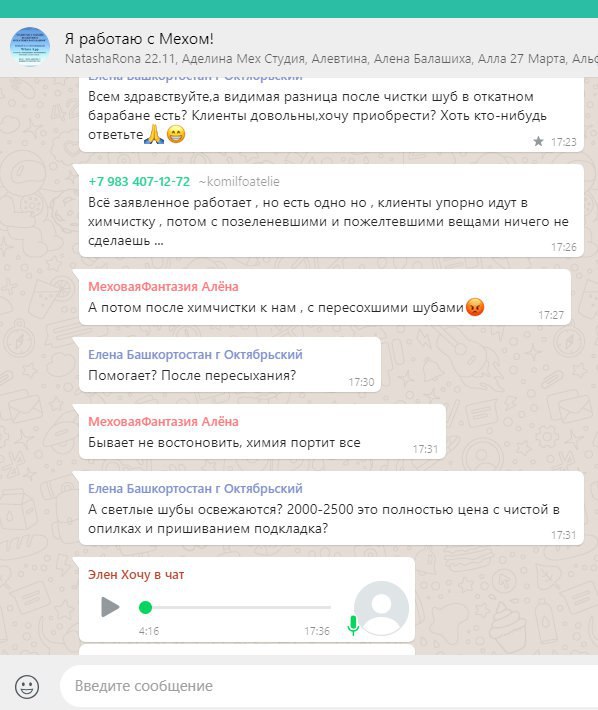 Я работаю с Мехом!
NatashaRona 22.11, Аделина Мех Студия, Алевтина, Алена Балашиха, Алла 27 Марта, Аль
Елена Башкортостан г Октябрьский
Всем здравствуйте,а видимая разница после чистки шуб в откатном
барабане есть? Клиенты довольны,хочу приобрести? Хоть кто-нибудь
ответьте🙏😁
17:23
+7 983 407-12-72 ~komilfoatelie
Всё заявленное работает , но есть одно но , клиенты упорно идут в
химчистку , потом с позеленевшими и пожелтевшими вещами ничего не
сделаешь ...
17:26
МеховаяФантазия Алёна
А потом после химчистки к нам , с пересохшими шубами😡
17:27
Елена Башкортостан г Октябрьский
Помогает? После пересыхания?
17:30
МеховаяФантазия Алёна
Бывает не востоновить, химия портит все
17:31
Елена Башкортостан г Октябрьский
А светлые шубы освежаются? 2000-2500 это полностью цена с чистой в
опилках и пришиванием подкладка?
17:31
Элен Хочу в чат
4:16
17:36
Введите сообщение